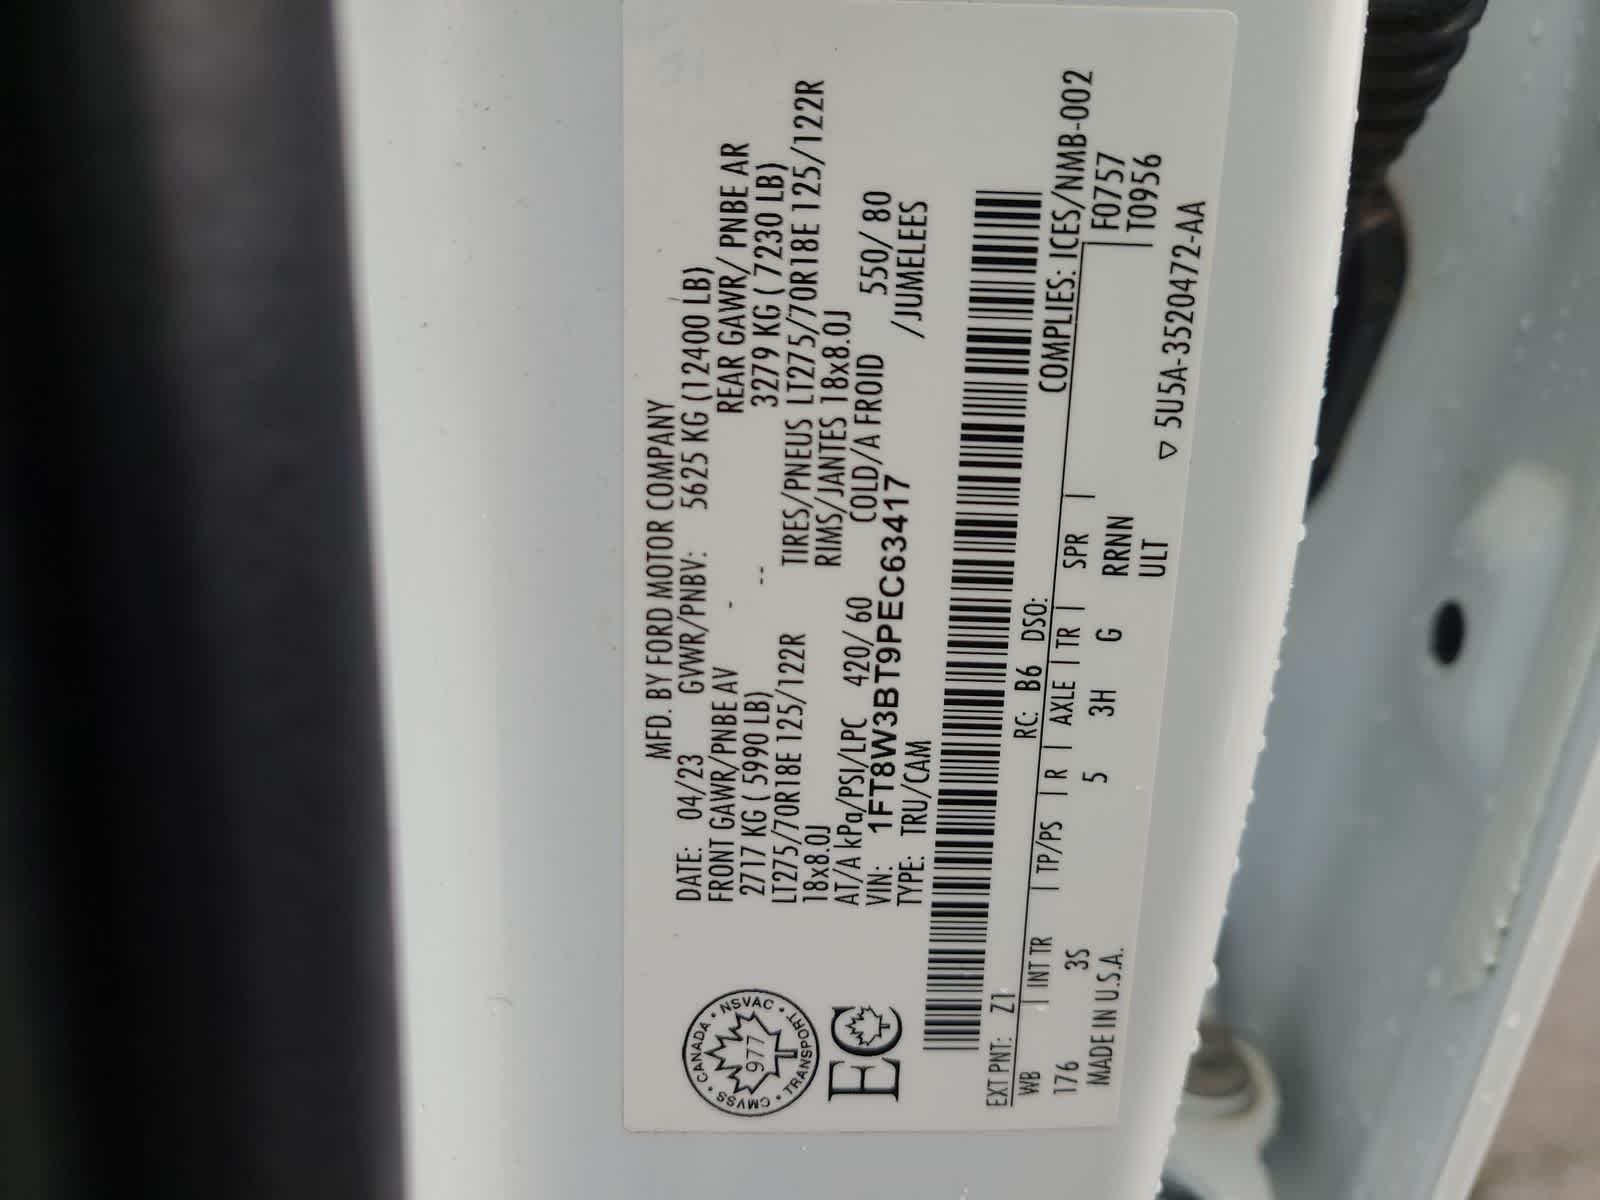 MFD. BY FORD MOTOR COMPANY
DATE: 04/23 GVWR/PNBV: 5625 KG (12400 LB)
FRONT GAWR/PNBE AV - REAR GAWR/ PNBE AR
2717 KG ( 5990 LB) -- 3279 KG ( 7230 LB)
LT275/70R18E 125/122R TIRES/PNEUS LT275/70R18E 125/122R
18x8.0J RIMS/JANTES 18x8.0J
AT/A kPa/PSI/LPC 420/ 60 COLD/A FROID 550/ 80
VIN: 1FT8W3BT9PEC63417 /JUMELEES
TYPE: TRU/CAM
CANADA • NSVAC • TRANSPORT • CMVSS •
977
EC
COMPLIES: ICES/NMB-002
EXT PNT: Z1 RC: B6 DSO: F0757
WB | INT TR | TP/PS | R | AXLE | TR | SPR | T0956
176 3S 5 3H G RRNN
MADE IN U.S.A. ULT ▽ 5U5A-3520472-AA